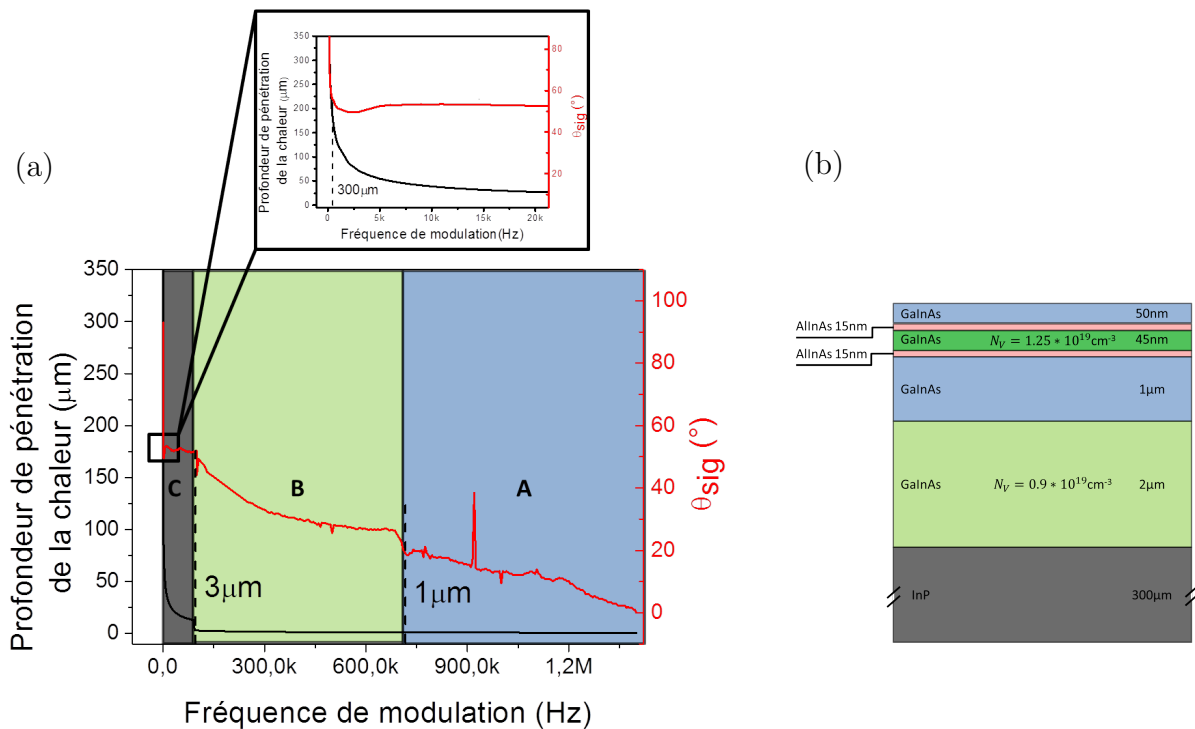 (a)
Profondeur de pénétration
de la chaleur (μm)
350
300
250
200
150
100
50
0
θsig (°)
80
60
40
20
300μm
0
5k
10k
15k
20k
Fréquence de modulation (Hz)
Profondeur de pénétration
de la chaleur (μm)
350
300
250
200
150
100
50
0
C
B
A
3μm
1μm
100
80
60
40
20
0
θsig (°)
0,0
300,0k
600,0k
900,0k
1,2M
Fréquence de modulation (Hz)
(b)
GaInAs 50nm
AlInAs 15nm
GaInAs N_V = 1.25 * 10^19cm-3 45nm
AlInAs 15nm
GaInAs 1μm
GaInAs N_V = 0.9 * 10^19cm-3 2μm
InP 300μm